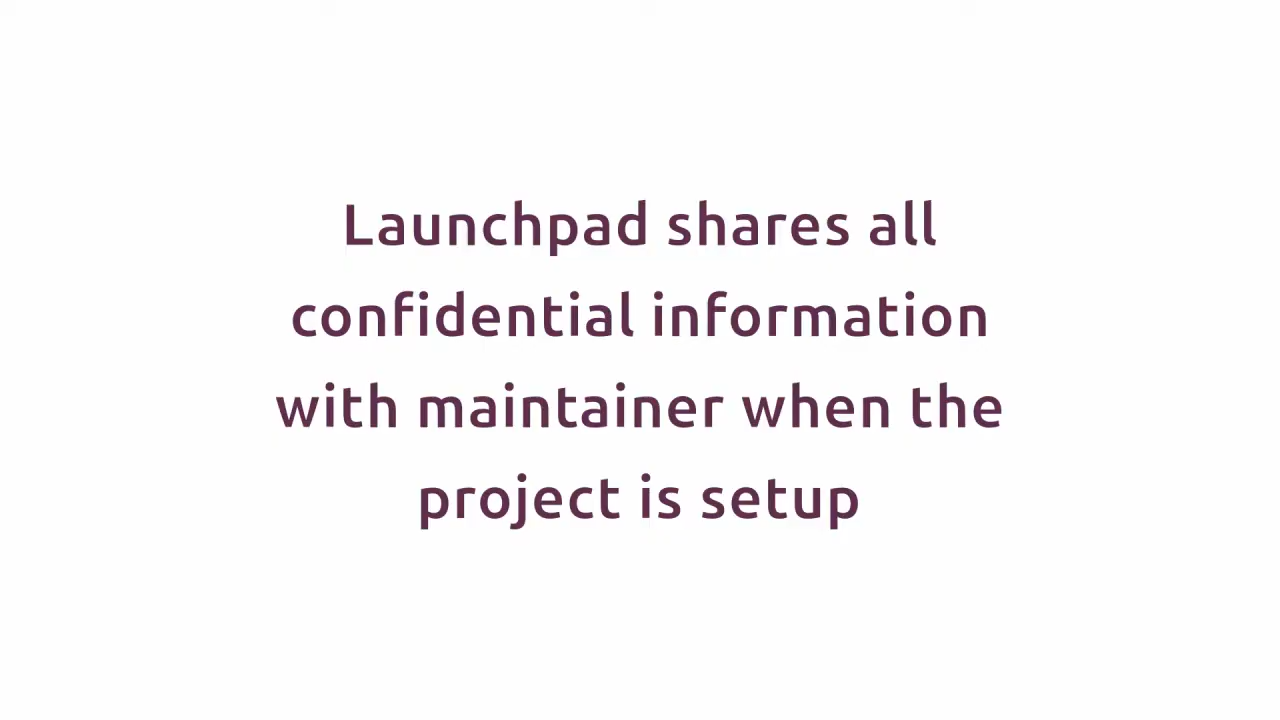 Launchpad shares all
confidential information
with maintainer when the
project is setup